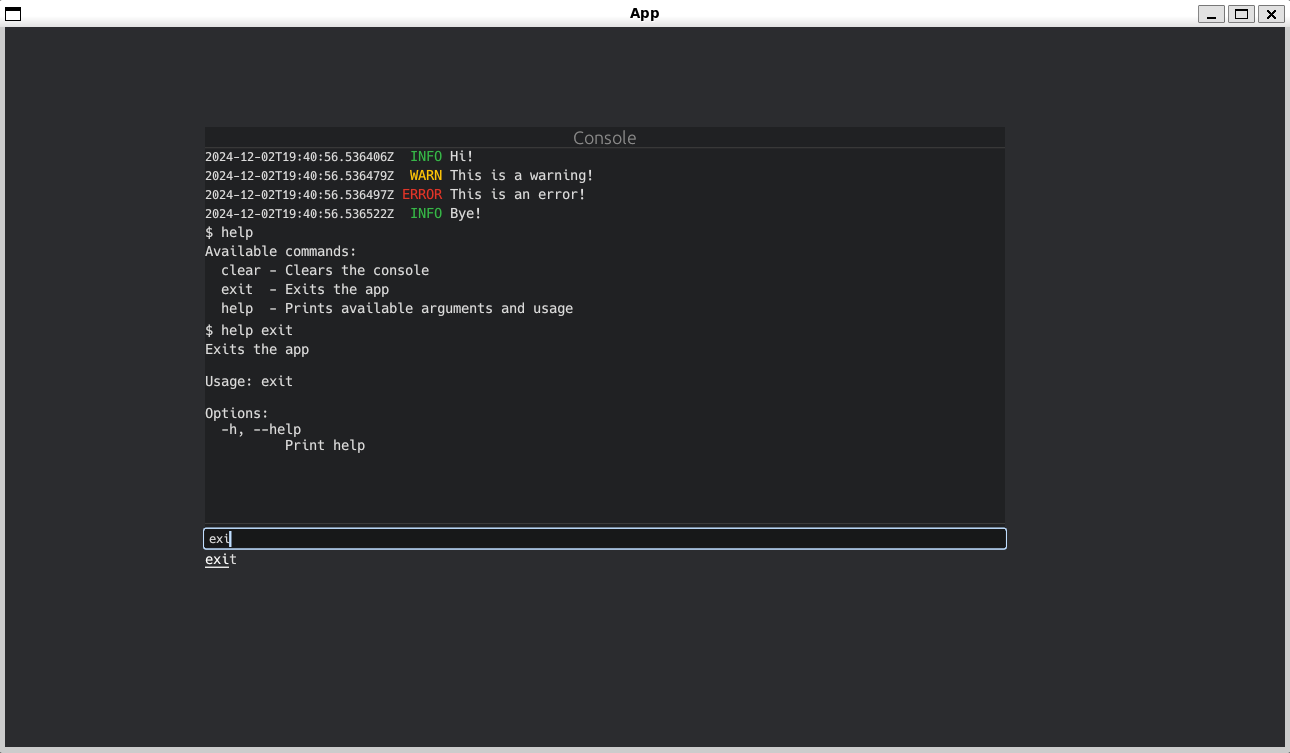 App
Console
2024-12-02T19:40:56.536406Z  INFO Hi!
2024-12-02T19:40:56.536479Z  WARN This is a warning!
2024-12-02T19:40:56.536497Z ERROR This is an error!
2024-12-02T19:40:56.536522Z  INFO Bye!
$ help
Available commands:
  clear - Clears the console
  exit  - Exits the app
  help  - Prints available arguments and usage
$ help exit
Exits the app
Usage: exit
Options:
  -h, --help
          Print help
exi
exit